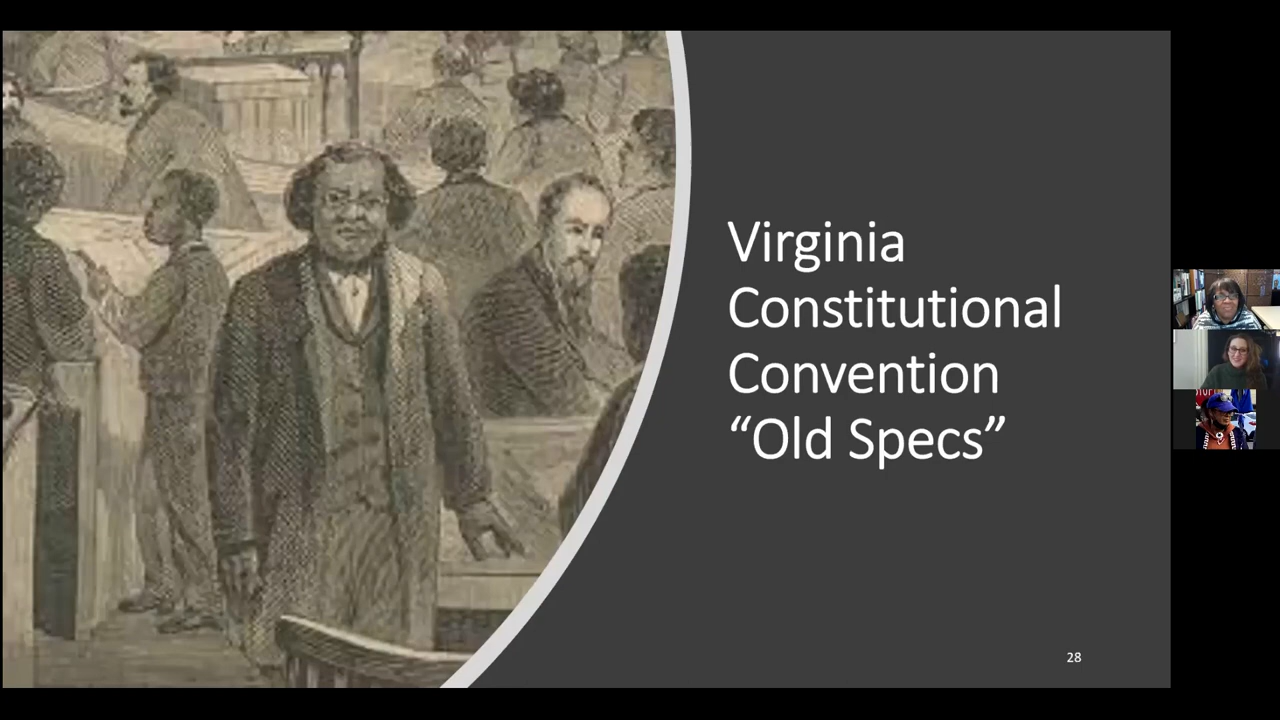 Virginia
Constitutional
Convention
“Old Specs”
28